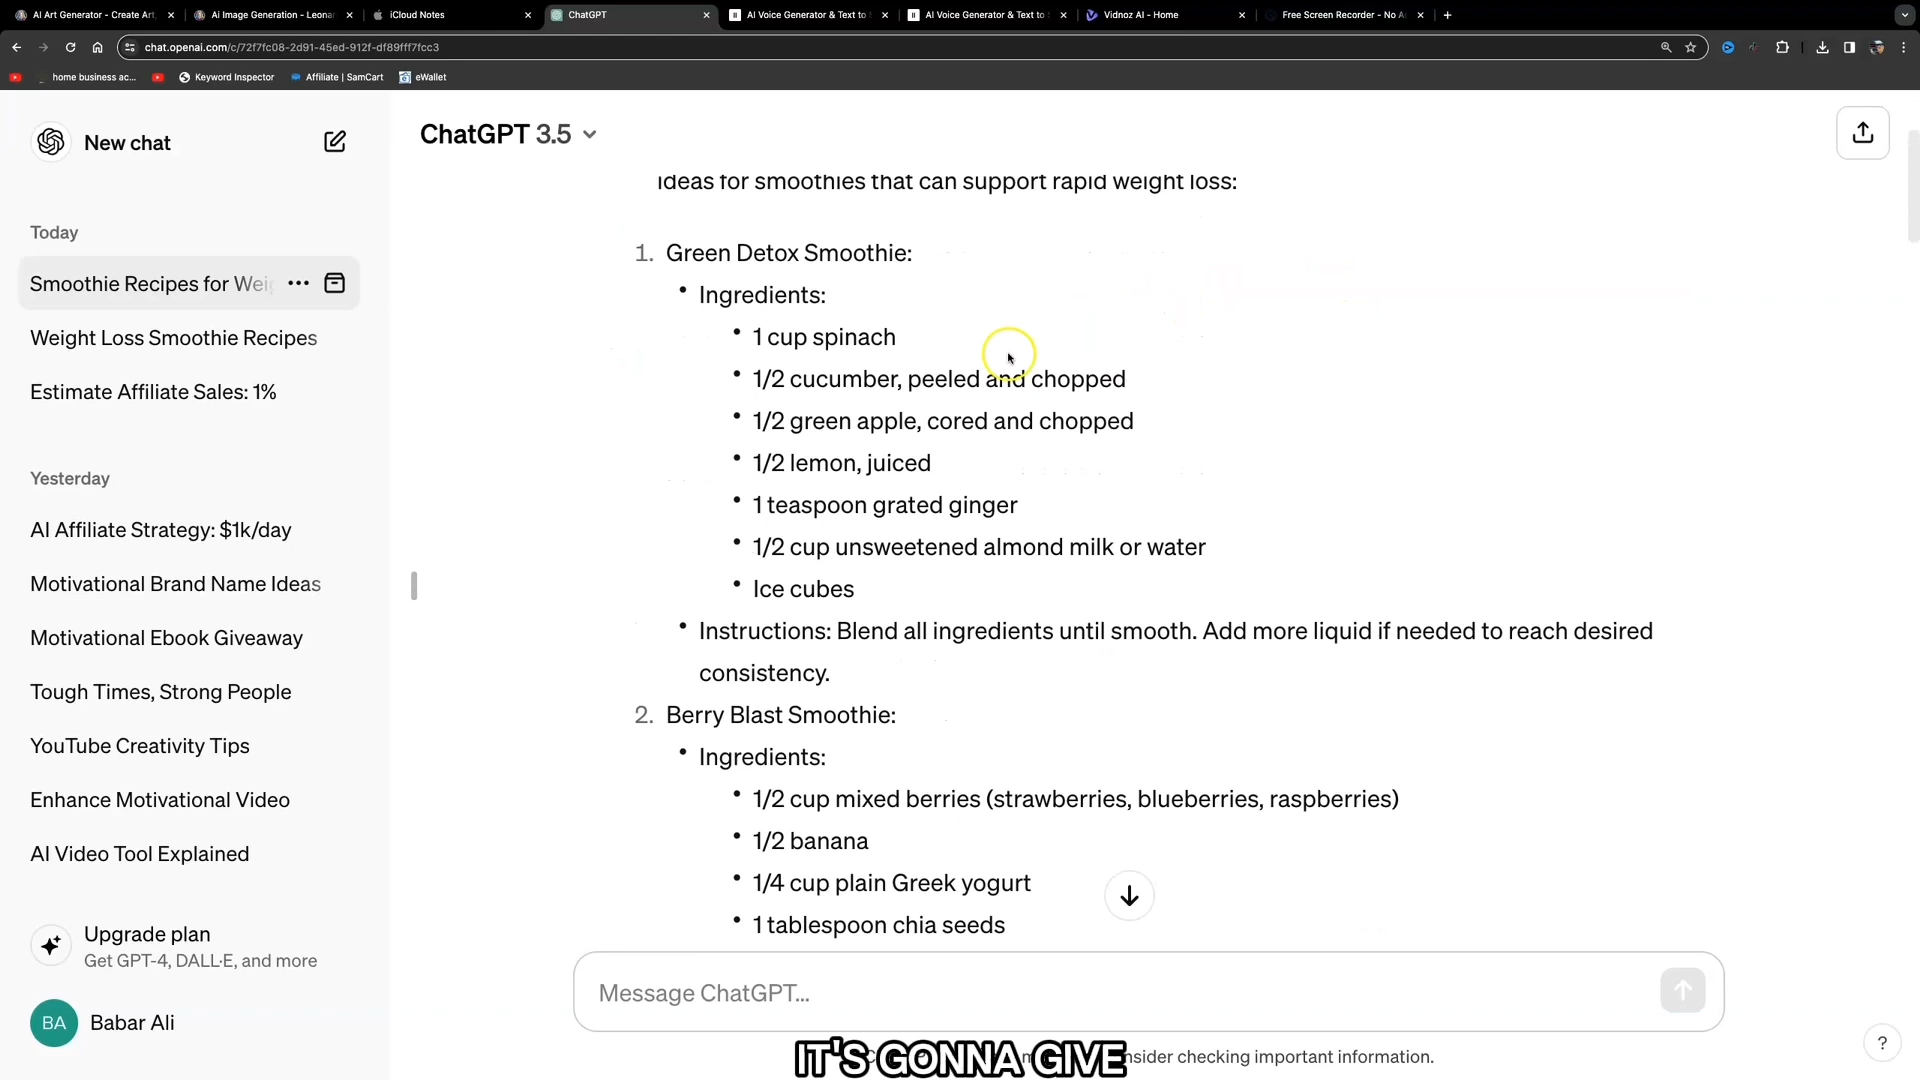 AI Art Generator - Create Art, 
Ai Image Generation - Leonar
iCloud Notes
ChatGPT
AI Voice Generator & Text to
AI Voice Generator & Text to
Vidnoz AI - Home
Free Screen Recorder - No A
chat.openai.com/c/72f7fc08-2d91-45ed-912f-df89fff7fcc3
home business ac...
Keyword Inspector
Affiliate | SamCart
eWallet
New chat
ChatGPT 3.5
ideas for smoothies that can support rapid weight loss:
Today
1. Green Detox Smoothie:
Smoothie Recipes for Wei
• Ingredients:
Weight Loss Smoothie Recipes
• 1 cup spinach
• 1/2 cucumber, peeled and chopped
Estimate Affiliate Sales: 1%
• 1/2 green apple, cored and chopped
• 1/2 lemon, juiced
Yesterday
• 1 teaspoon grated ginger
AI Affiliate Strategy: $1k/day
• 1/2 cup unsweetened almond milk or water
Motivational Brand Name Ideas
• Ice cubes
Motivational Ebook Giveaway
• Instructions: Blend all ingredients until smooth. Add more liquid if needed to reach desired
consistency.
Tough Times, Strong People
2. Berry Blast Smoothie:
YouTube Creativity Tips
• Ingredients:
Enhance Motivational Video
• 1/2 cup mixed berries (strawberries, blueberries, raspberries)
• 1/2 banana
AI Video Tool Explained
• 1/4 cup plain Greek yogurt
• 1 tablespoon chia seeds
Upgrade plan
Get GPT-4, DALL·E, and more
Message ChatGPT...
BA Babar Ali
IT'S GONNA GIVE
nsider checking important information.
?